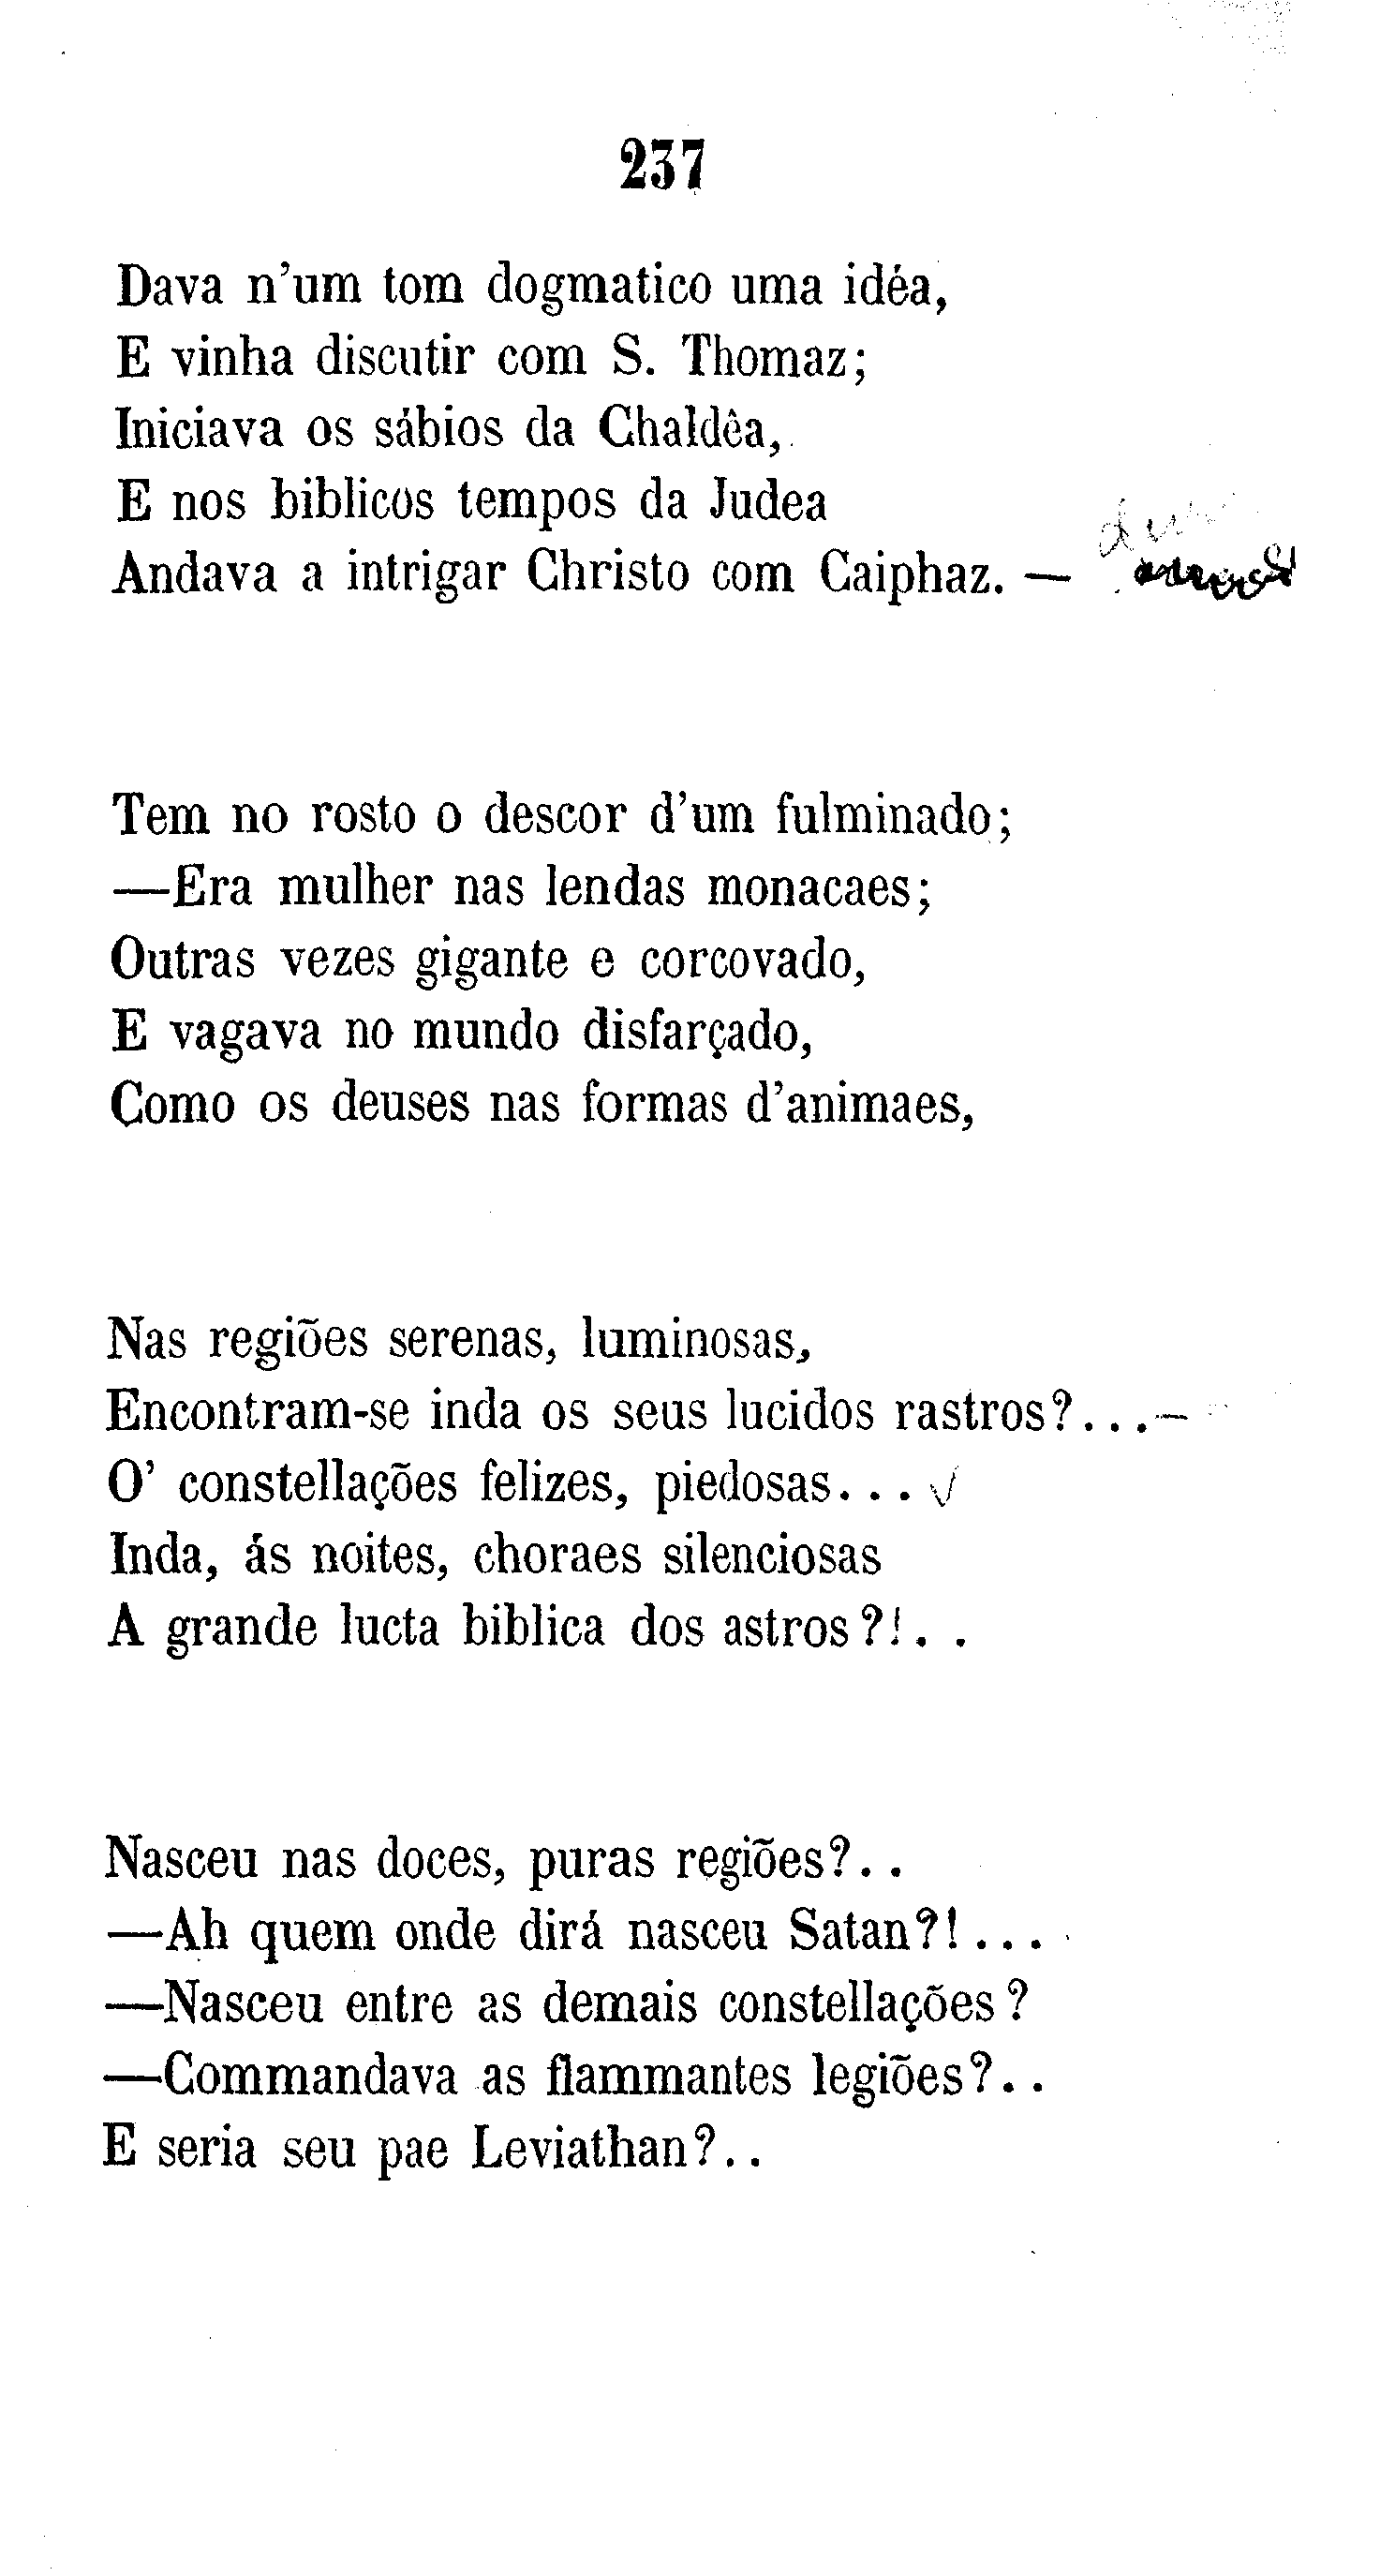 237
Dava n'um tom dogmatico uma idéa,
E vinha discutir com S. Thomaz;
Iniciava os sábios da Chaldêa,
E nos biblicos tempos da Judea
Andava a intrigar Christo com Caiphaz. —
Tem no rosto o descor d'um fulminado;
—Era mulher nas lendas monacaes;
Outras vezes gigante e corcovado,
E vagava no mundo disfarçado,
Como os deuses nas formas d'animaes,
Nas regiões serenas, luminosas,
Encontram-se inda os seus lucidos rastros?...–
O' constellações felizes, piedosas...
Inda, ás noites, choraes silenciosas
A grande lucta biblica dos astros?!..
Nasceu nas doces, puras regiões?..
—Ah quem onde dirá nasceu Satan?!...
—Nasceu entre as demais constellações?
—Commandava as flammantes legiões?..
E seria seu pae Leviathan?..